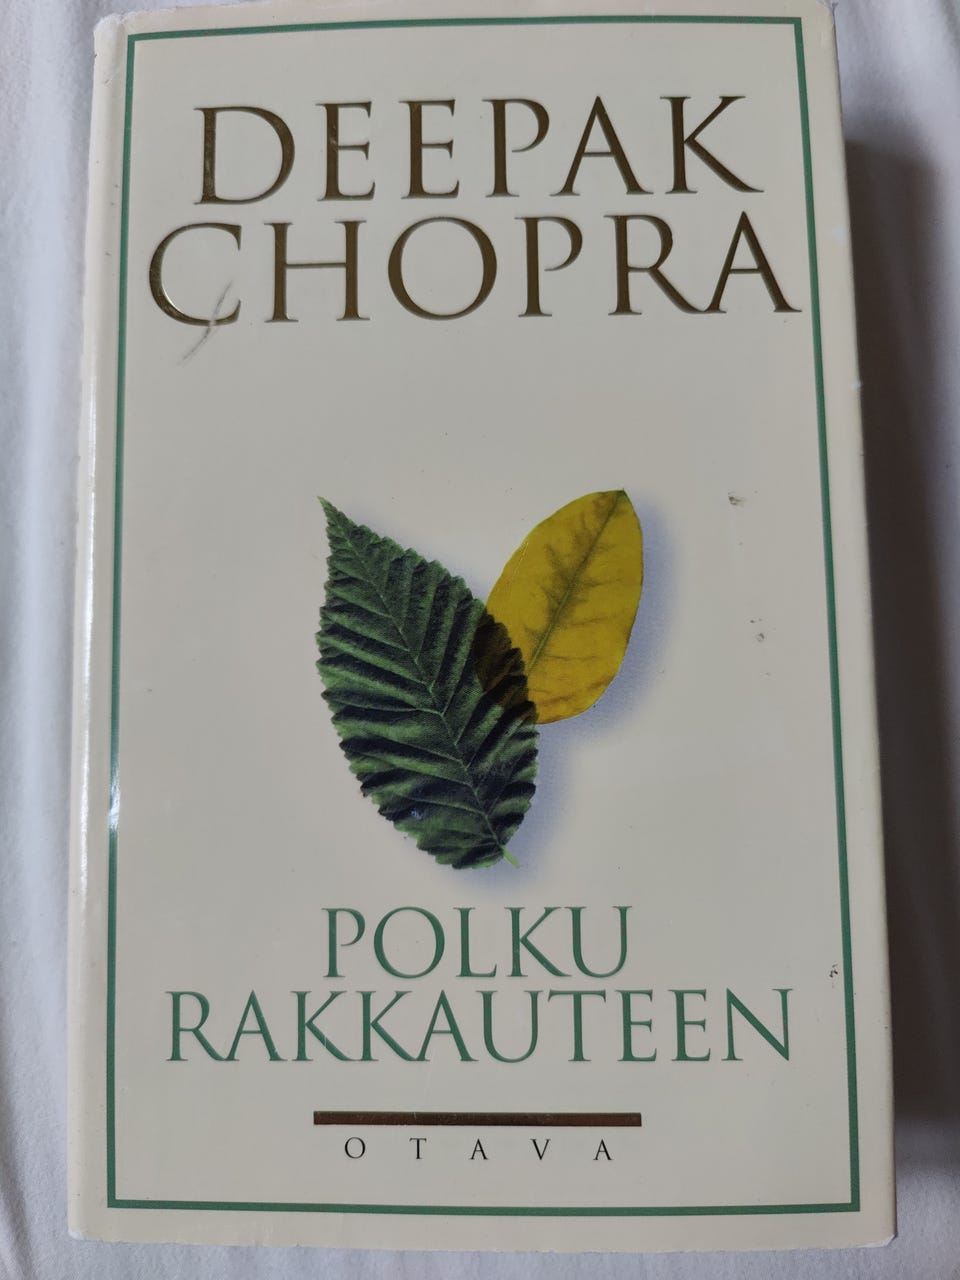 DEEPAK
CHOPRA
POLKU
RAKKAUTEEN
OTAVA